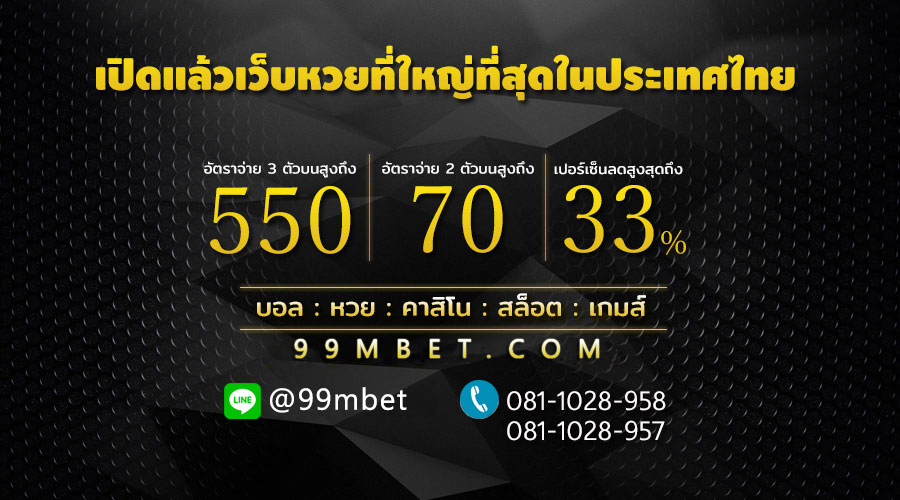 เปิดแล้วเว็บหวยที่ใหญ่ที่สุดในประเทศไทย
อัตราจ่าย 3 ตัวบนสูงถึง
550
อัตราจ่าย 2 ตัวบนสูงถึง
70
เปอร์เซ็นลดสูงสุดถึง
33%
บอล : หวย : คาสิโน : สล็อต : เกมส์
99MBET.COM
LINE @99mbet
081-1028-958
081-1028-957